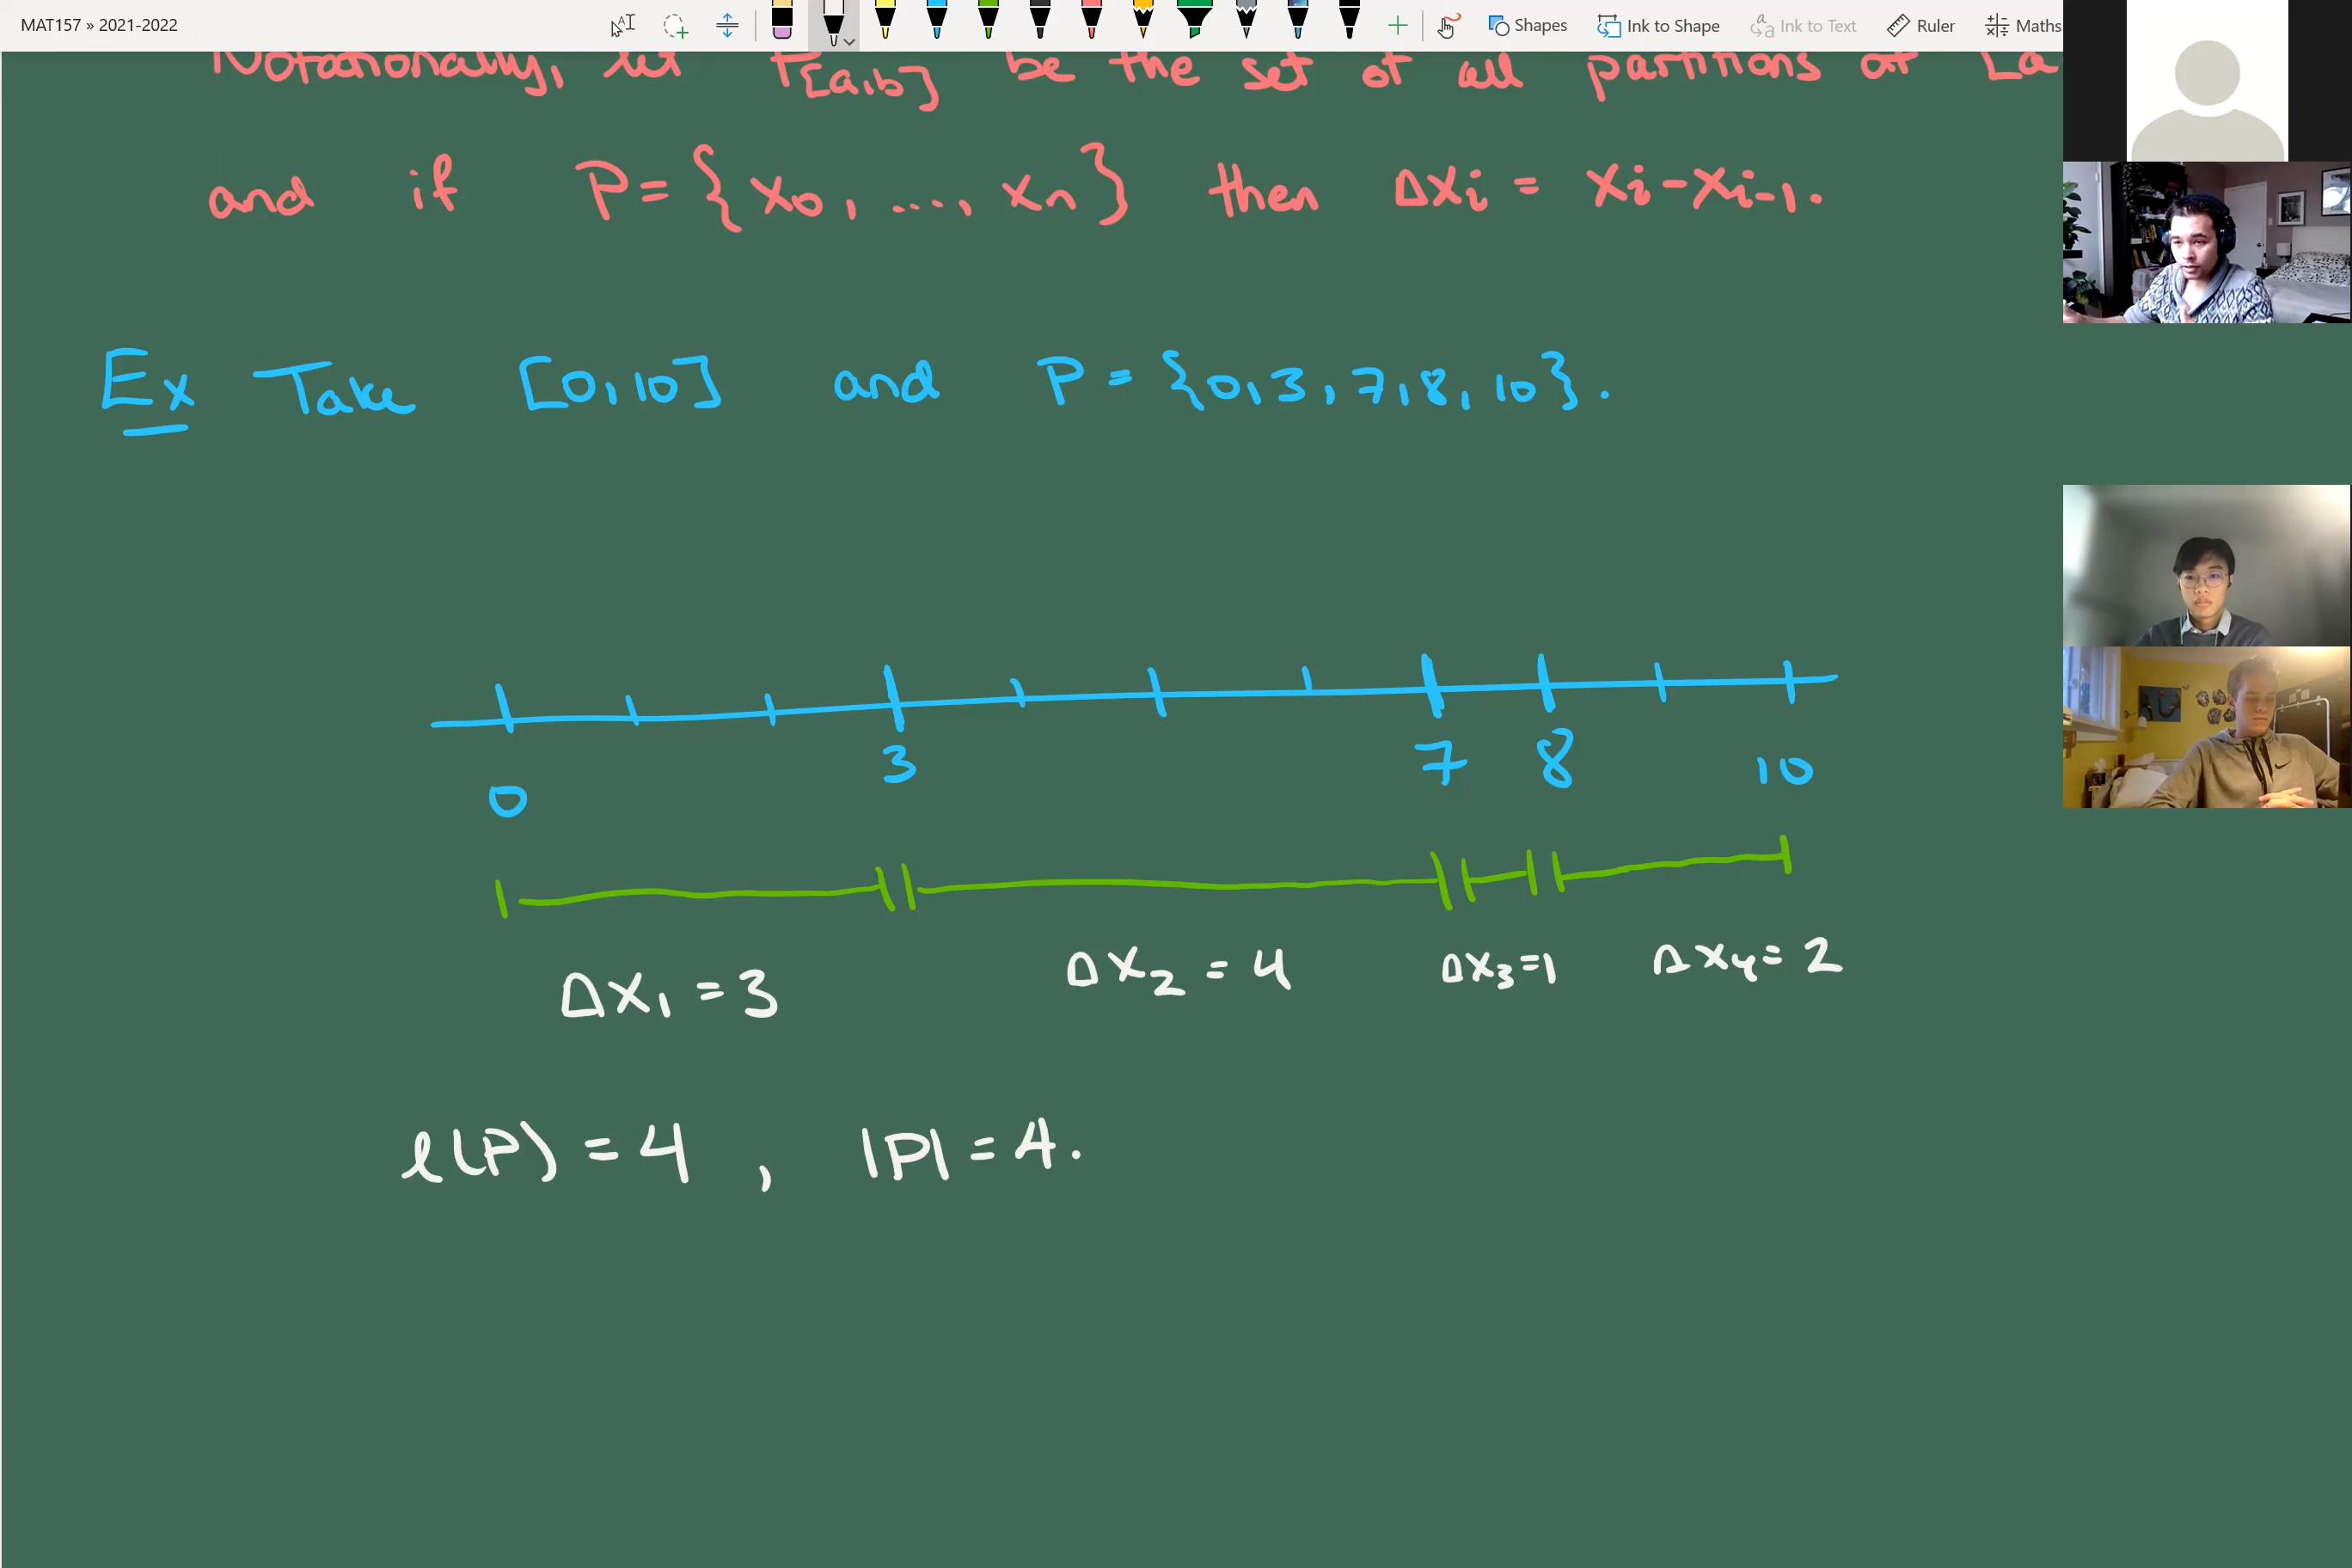 MAT157 » 2021-2022
Shapes Ink to Shape Ink to Text Ruler Maths
Notationally, let P[a,b] be the set of all partitions of [a
and if P = {x₀, ..., xₙ} then Δxᵢ = xᵢ - xᵢ₋₁.
Ex Take [0,10] and P = {0,3,7,8,10}.
0 3 7 8 10
Δx₁ = 3 Δx₂ = 4 Δx₃=1 Δx₄= 2
l(P) = 4 , |P| = 4.